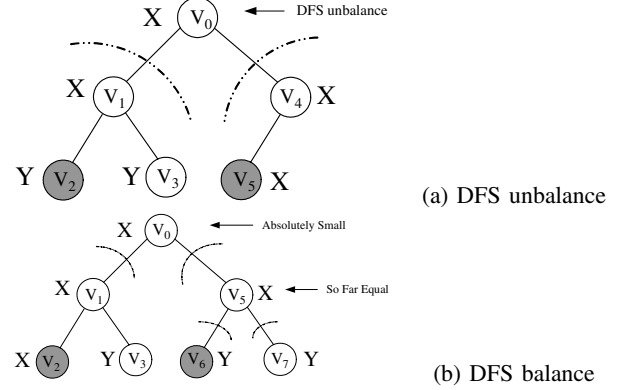 X V0 DFS unbalance
X V1 V4 X
Y V2 Y V3 V5 X
(a) DFS unbalance
X V0 Absolutely Small
X V1 V5 X So Far Equal
X V2 Y V3 V6 Y V7 Y
(b) DFS balance